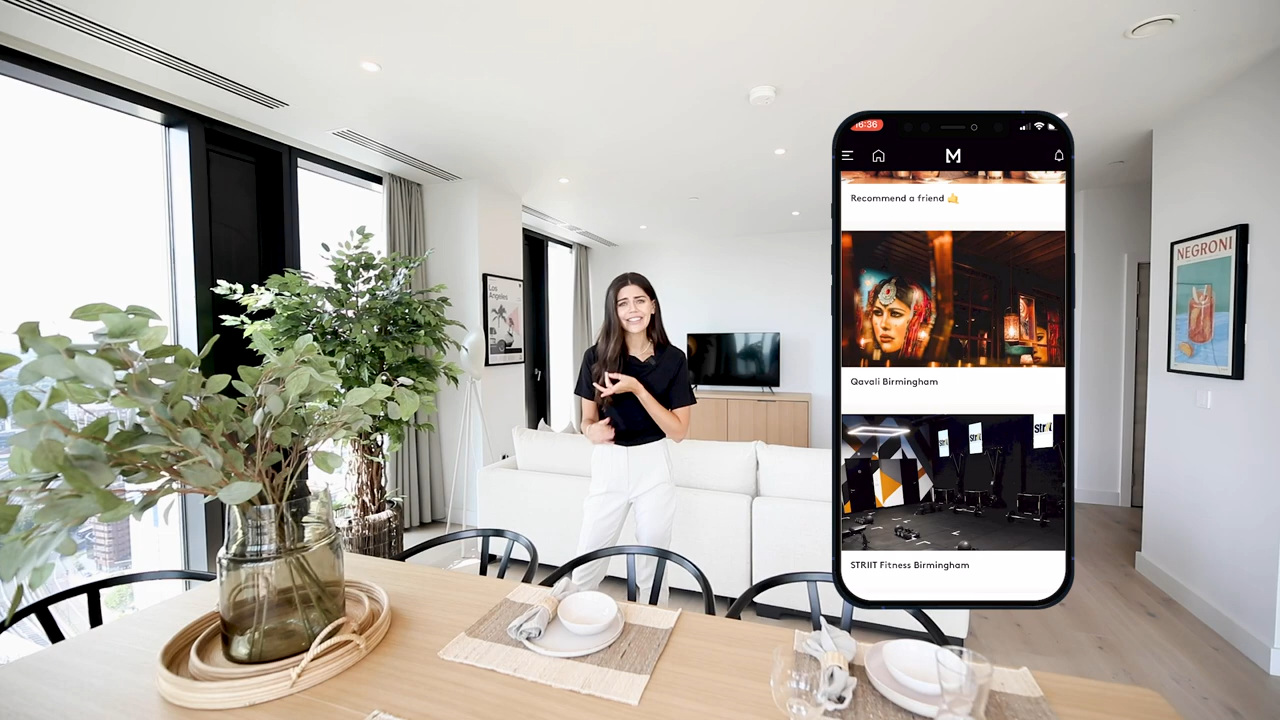 16:36
M
Recommend a friend 🤙
Qavali Birmingham
STRIIT Fitness Birmingham
Los
Angeles
NEGRONI